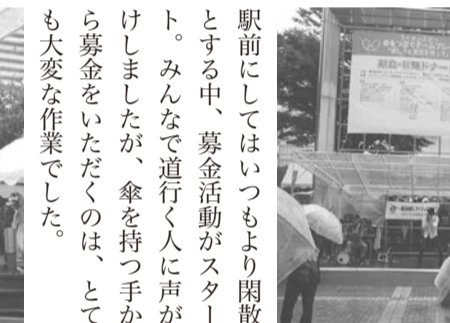 駅前にしてはいつもより閑散
とする中、募金活動がスター
ト。みんなで道行く人に声が
けしましたが、傘を持つ手か
ら募金をいただくのは、とて
も大変な作業でした。